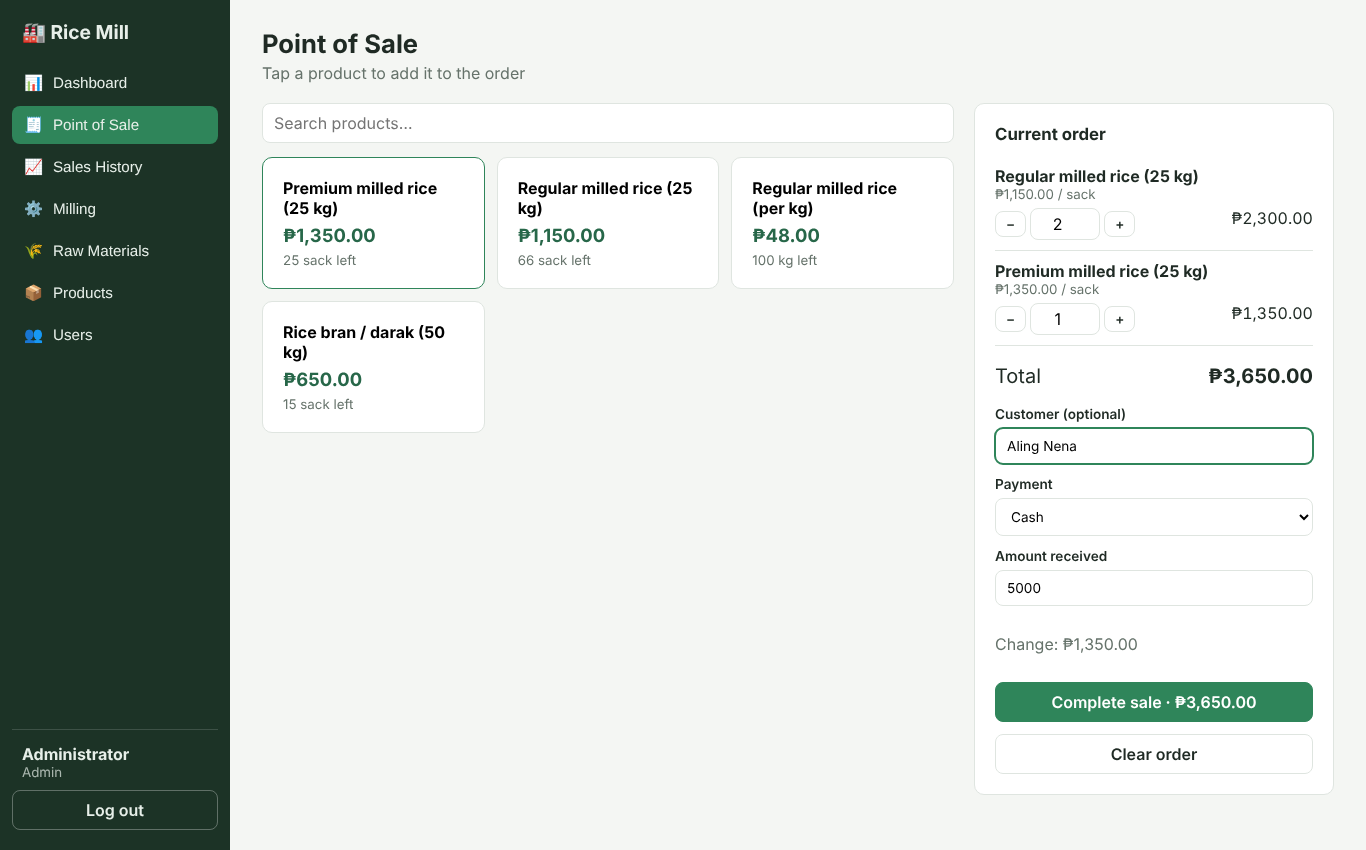 Rice Mill
Dashboard
Point of Sale
Sales History
Milling
Raw Materials
Products
Users
Administrator
Admin
Log out
Point of Sale
Tap a product to add it to the order
Search products...
Premium milled rice
(25 kg)
₱1,350.00
25 sack left
Regular milled rice (25
kg)
₱1,150.00
66 sack left
Regular milled rice
(per kg)
₱48.00
100 kg left
Rice bran / darak (50
kg)
₱650.00
15 sack left
Current order
Regular milled rice (25 kg)
₱1,150.00 / sack
− 2 + ₱2,300.00
Premium milled rice (25 kg)
₱1,350.00 / sack
− 1 + ₱1,350.00
Total ₱3,650.00
Customer (optional)
Aling Nena
Payment
Cash
Amount received
5000
Change: ₱1,350.00
Complete sale · ₱3,650.00
Clear order